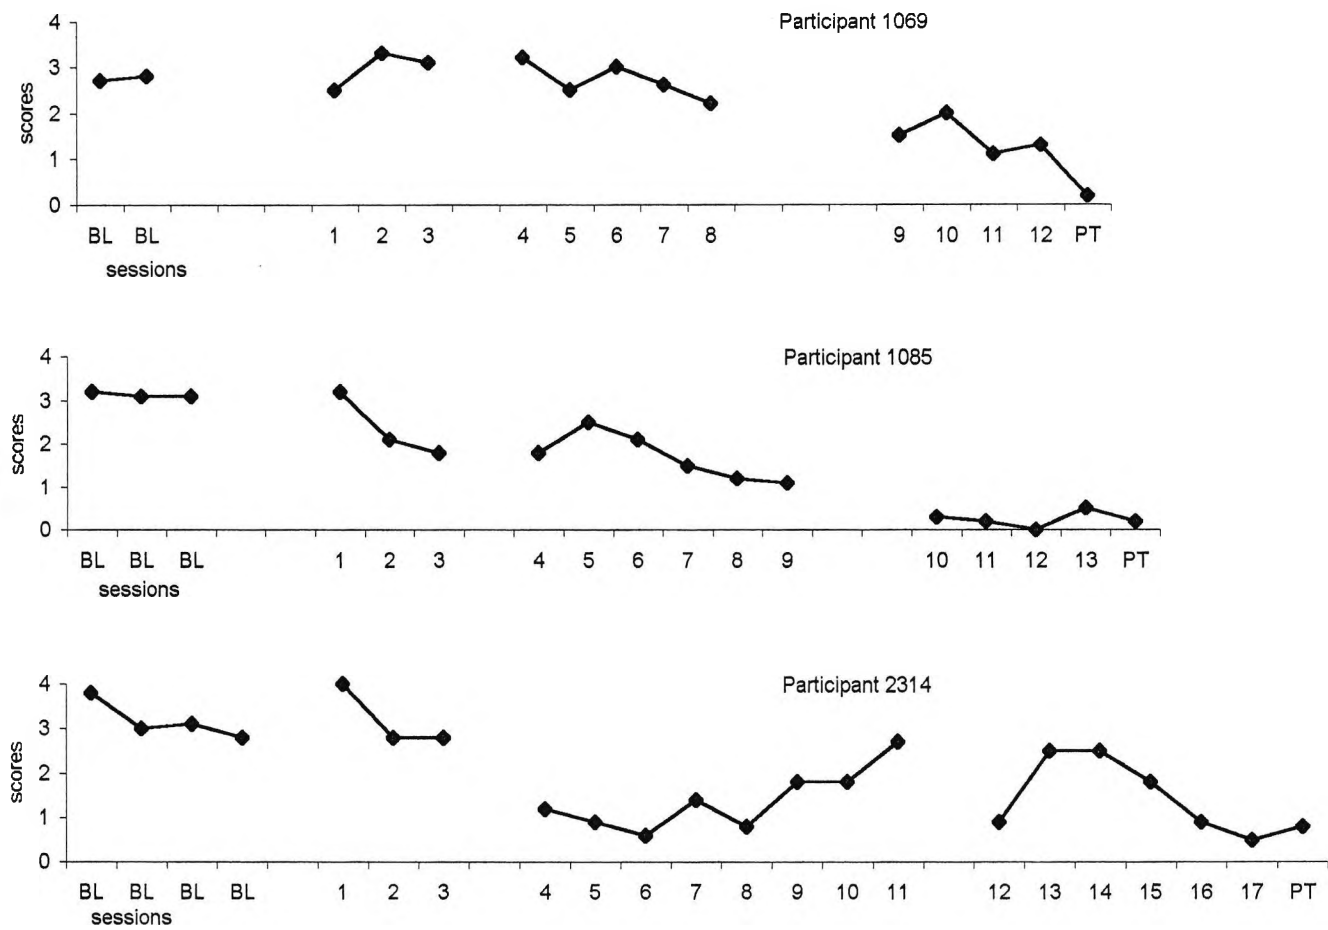 Participant 1069
4
3
2
1
0
scores
BL BL 1 2 3 4 5 6 7 8 9 10 11 12 PT
sessions
Participant 1085
4
3
2
1
0
scores
BL BL BL 1 2 3 4 5 6 7 8 9 10 11 12 13 PT
sessions
Participant 2314
4
3
2
1
0
scores
BL BL BL BL 1 2 3 4 5 6 7 8 9 10 11 12 13 14 15 16 17 PT
sessions